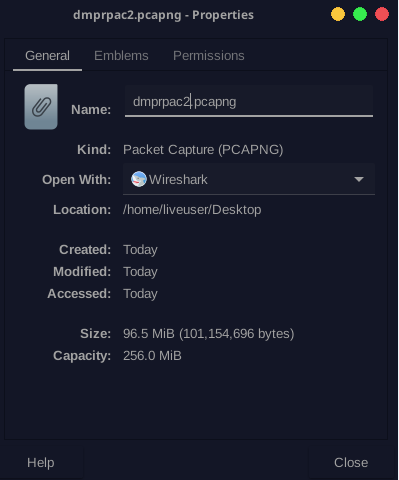 dmprpac2.pcapng - Properties
General Emblems Permissions
Name: dmprpac2.pcapng
Kind: Packet Capture (PCAPNG)
Open With: Wireshark
Location: /home/liveuser/Desktop
Created: Today
Modified: Today
Accessed: Today
Size: 96.5 MiB (101,154,696 bytes)
Capacity: 256.0 MiB
Help Close